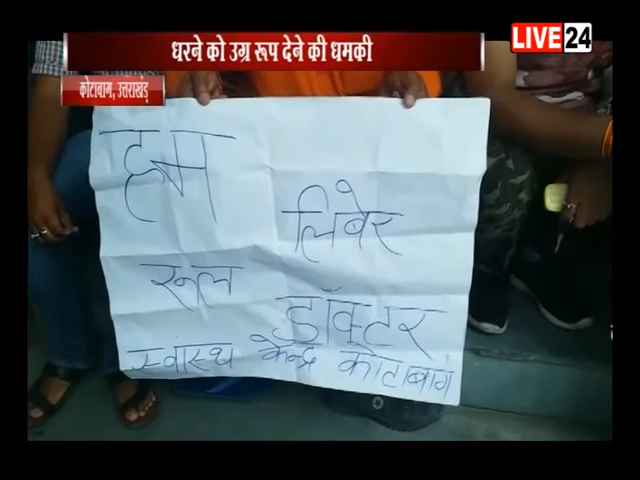 धरने को उग्र रूप देने की धमकी
LIVE24
कोटाबाग, उत्तराखंड
हम
लिबेर
रूल
डॉक्टर
स्वास्थ केन्द्र कोटाबाग